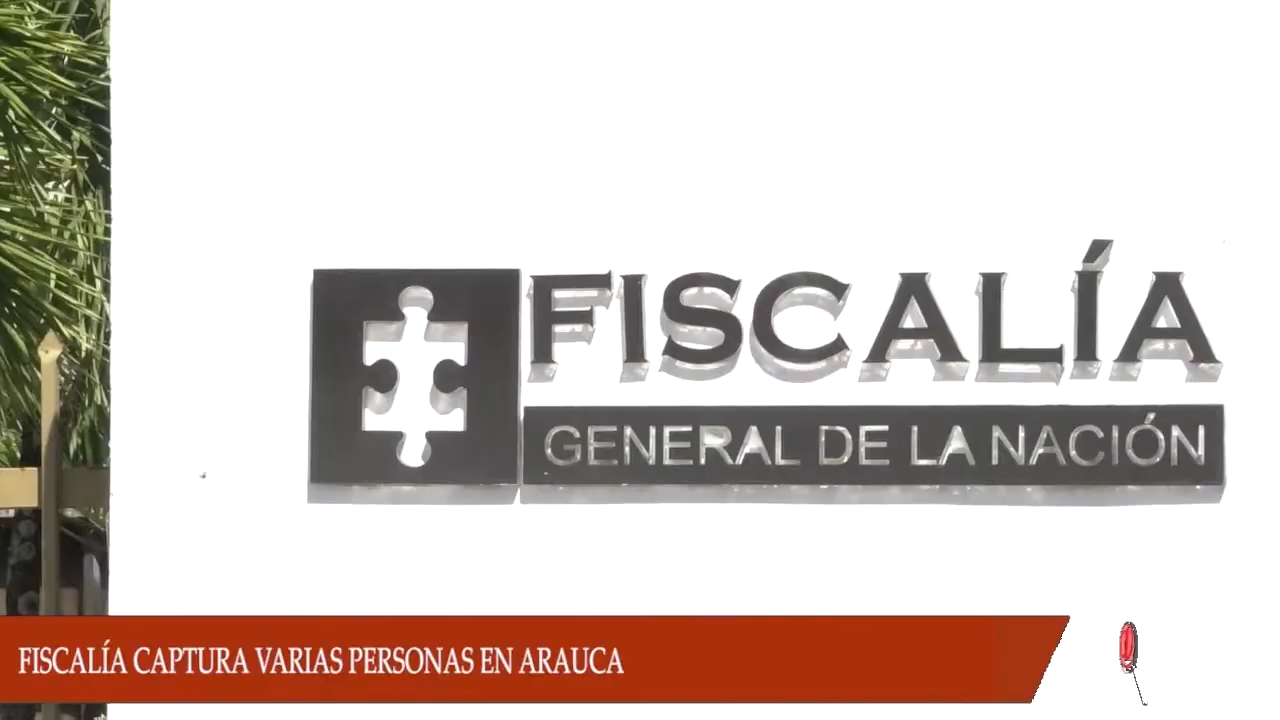 FISCALÍA
GENERAL DE LA NACIÓN
FISCALÍA CAPTURA VARIAS PERSONAS EN ARAUCA